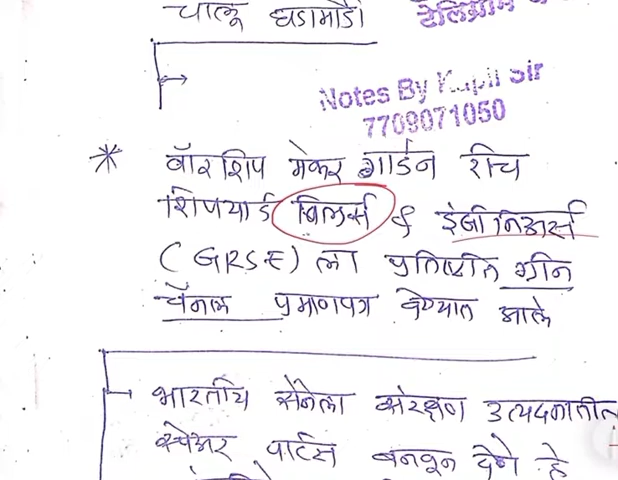 चालू घडामोडी
टेलिग्राम
Notes By Kapil Sir
7709071050
* वॉरशिप मेकर गार्डन रीच
शिपयार्ड बिल्डर्स & इंजीनिअर्स
(GRSE) ला प्रतिष्ठित ग्रीन
चॅनल प्रमाणपत्र देण्यात आले
→ भारतीय सेनेला संरक्षण उत्पादनातील
स्पेअर पार्टस बनवून देणे हे